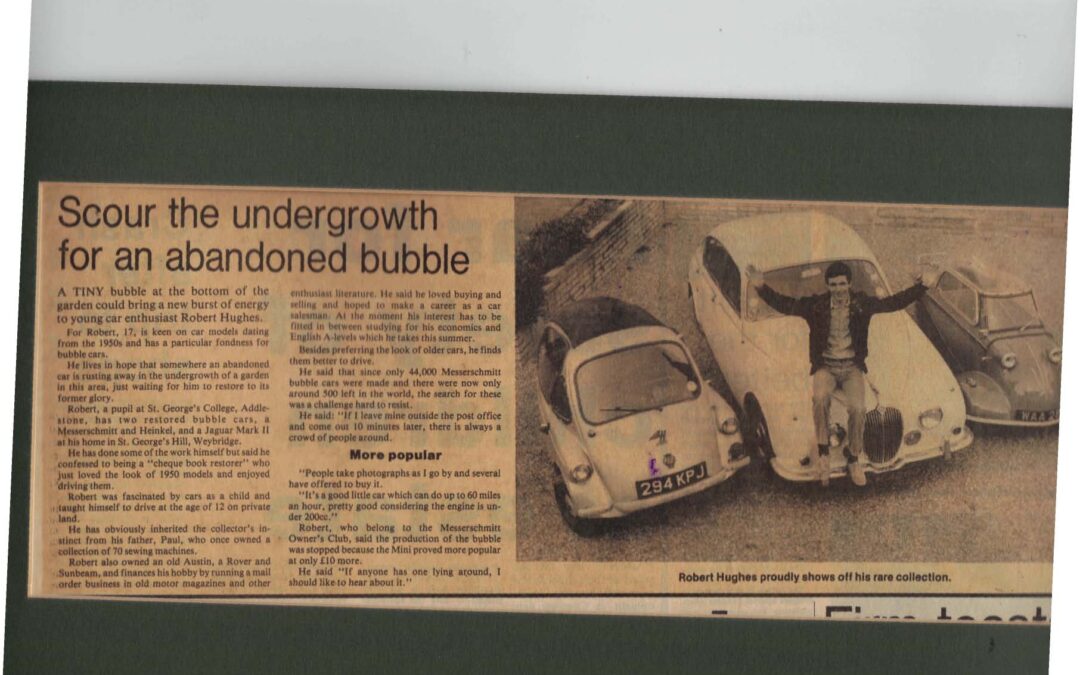 Scour the undergrowth
for an abandoned bubble
A TINY bubble at the bottom of the
garden could bring a new burst of energy
to young car enthusiast Robert Hughes.
For Robert, 17, is keen on car models dating
from the 1950s and has a particular fondness for
bubble cars.
He lives in hope that somewhere an abandoned
car is rusting away in the undergrowth of a garden
in this area, just waiting for him to restore to its
former glory.
Robert, a pupil at St. George's College, Addle-
stone, has two restored bubble cars, a
Messerschmitt and Heinkel, and a Jaguar Mark II
at his home in St. George's Hill, Weybridge.
He has done some of the work himself but said he
confessed to being a "cheque book restorer" who
just loved the look of 1950 models and enjoyed
driving them.
Robert was fascinated by cars as a child and
taught himself to drive at the age of 12 on private
land.
He has obviously inherited the collector's in-
stinct from his father, Paul, who once owned a
collection of 70 sewing machines.
Robert also owned an old Austin, a Rover and
Sunbeam, and finances his hobby by running a mail
order business in old motor magazines and other
enthusiast literature. He said he loved buying and
selling and hoped to make a career as a car
salesman. At the moment his interest has to be
fitted in between studying for his economics and
English A-levels which he takes this summer.
Besides preferring the look of older cars, he finds
them better to drive.
He said that since only 44,000 Messerschmitt
bubble cars were made and there were now only
around 500 left in the world, the search for these
was a challenge hard to resist.
He said: "If I leave mine outside the post office
and come out 10 minutes later, there is always a
crowd of people around.
More popular
"People take photographs as I go by and several
have offered to buy it.
"It's a good little car which can do up to 60 miles
an hour, pretty good considering the engine is un-
der 200cc."
Robert, who belong to the Messerschmitt
Owner's Club, said the production of the bubble
was stopped because the Mini proved more popular
at only £10 more.
He said "If anyone has one lying around, I
should like to hear about it."
294 KPJ
WAA
Robert Hughes proudly shows off his rare collection.